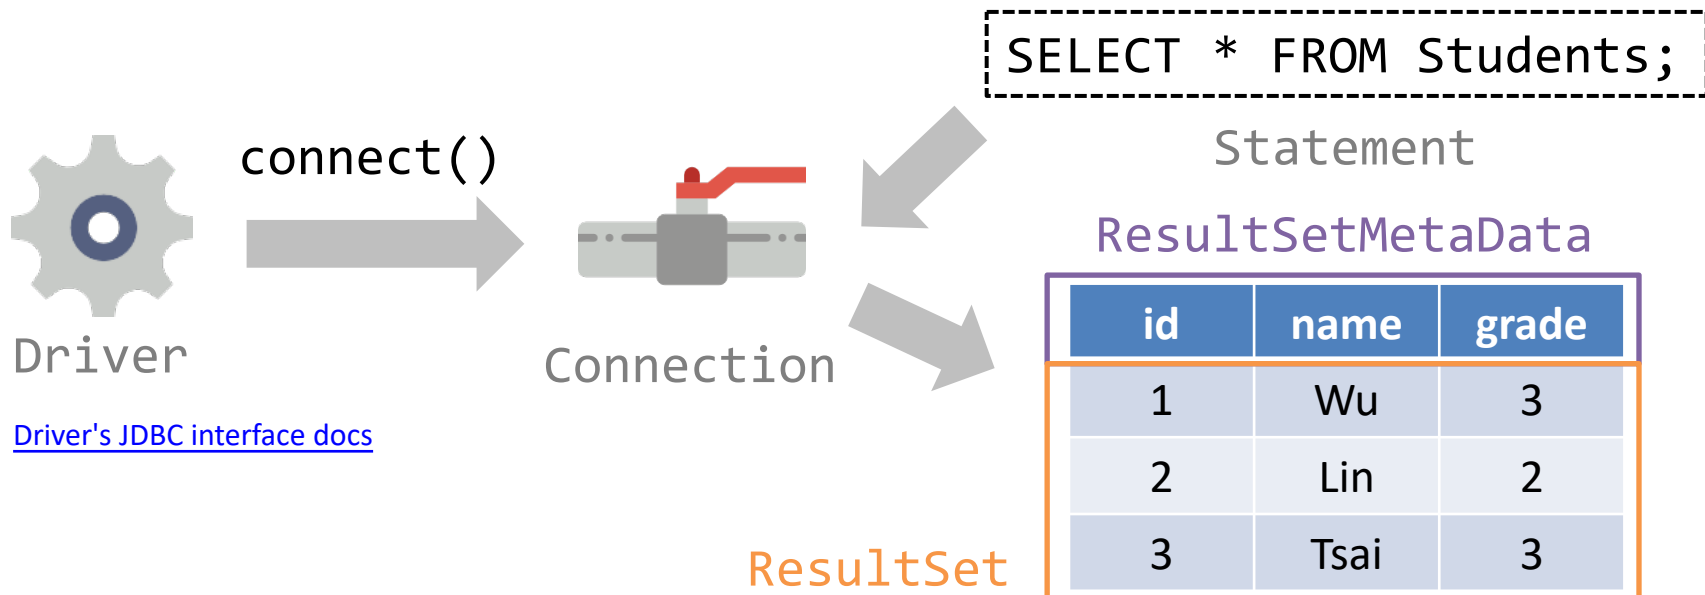 SELECT * FROM Students;
Statement
connect()
Driver
Driver's JDBC interface docs
Connection
ResultSetMetaData
id name grade
1 Wu 3
2 Lin 2
3 Tsai 3
ResultSet